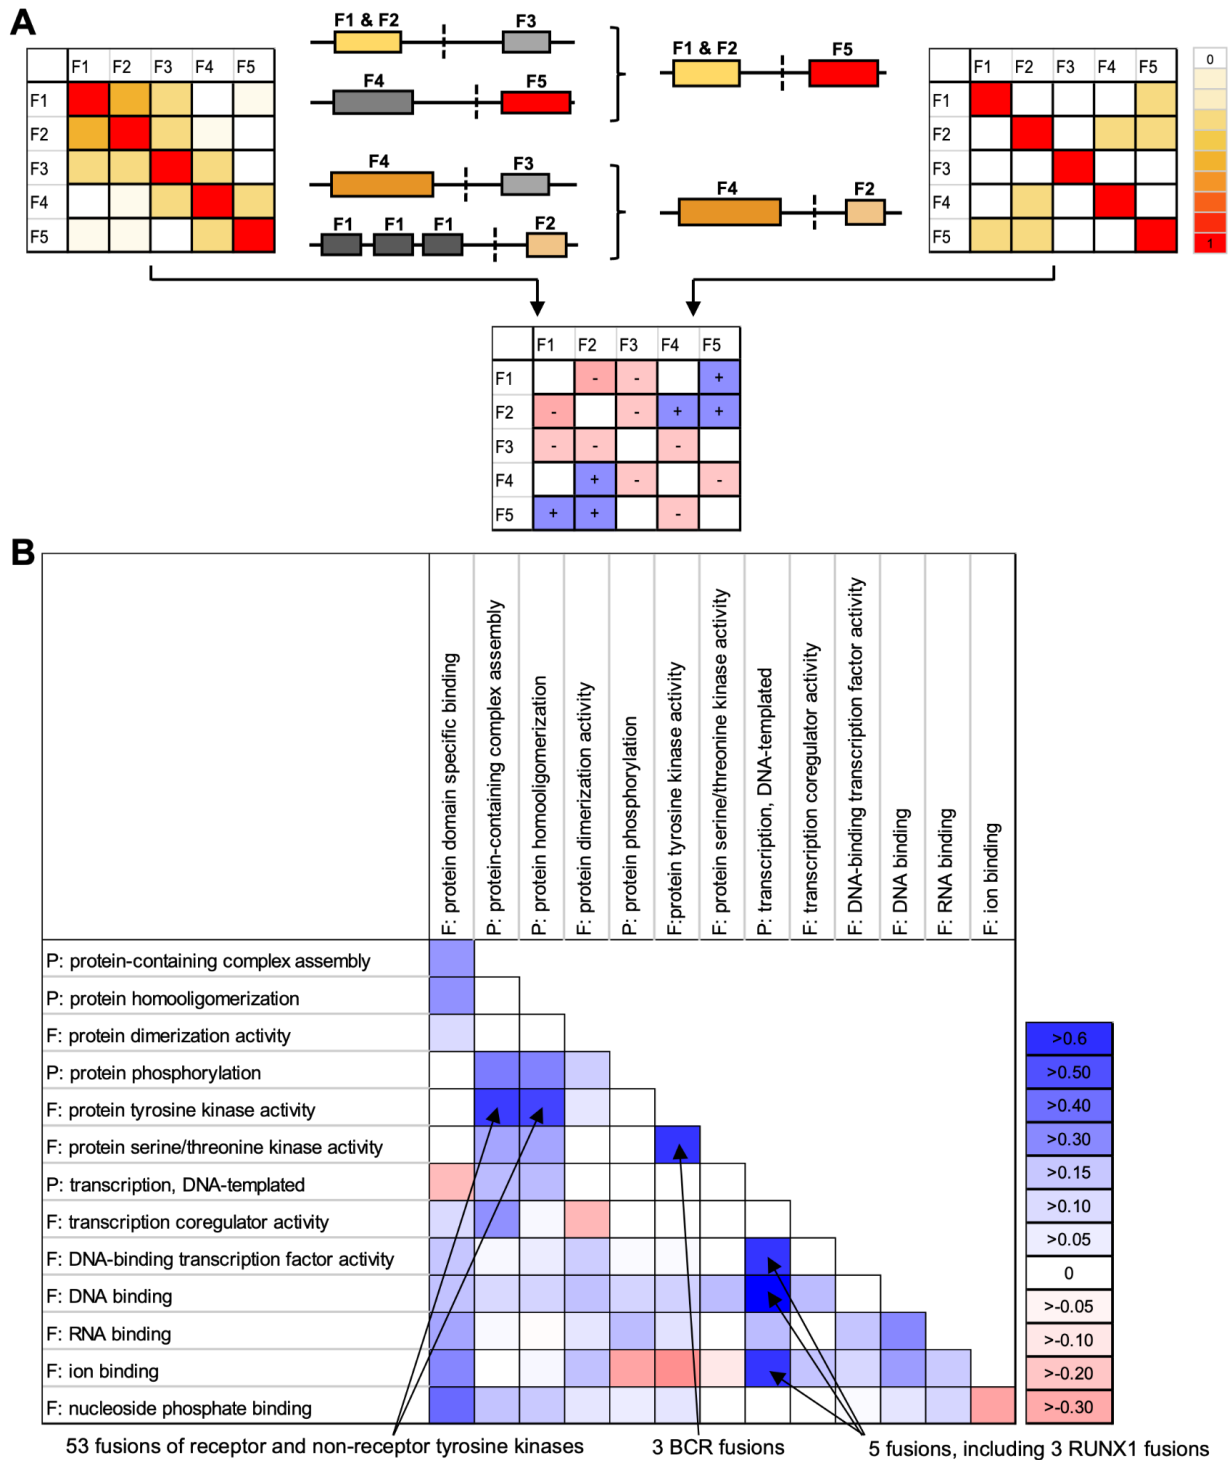 A
F1 F2 F3 F4 F5
F1
F2
F3
F4
F5
F1 & F2 F3
F4 F5
F4 F3
F1 F1 F1 F2
F1 & F2 F5
F4 F2
F1 F2 F3 F4 F5
F1
F2
F3
F4
F5
0
1
F1 F2 F3 F4 F5
F1 - - +
F2 - - + +
F3 - - -
F4 + - -
F5 + + -
B
F: protein domain specific binding
P: protein-containing complex assembly
P: protein homooligomerization
F: protein dimerization activity
P: protein phosphorylation
F:protein tyrosine kinase activity
F: protein serine/threonine kinase activity
P: transcription, DNA-templated
F: transcription coregulator activity
F: DNA-binding transcription factor activity
F: DNA binding
F: RNA binding
F: ion binding
P: protein-containing complex assembly
P: protein homooligomerization
F: protein dimerization activity
P: protein phosphorylation
F: protein tyrosine kinase activity
F: protein serine/threonine kinase activity
P: transcription, DNA-templated
F: transcription coregulator activity
F: DNA-binding transcription factor activity
F: DNA binding
F: RNA binding
F: ion binding
F: nucleoside phosphate binding
>0.6
>0.50
>0.40
>0.30
>0.15
>0.10
>0.05
0
>-0.05
>-0.10
>-0.20
>-0.30
53 fusions of receptor and non-receptor tyrosine kinases
3 BCR fusions
5 fusions, including 3 RUNX1 fusions